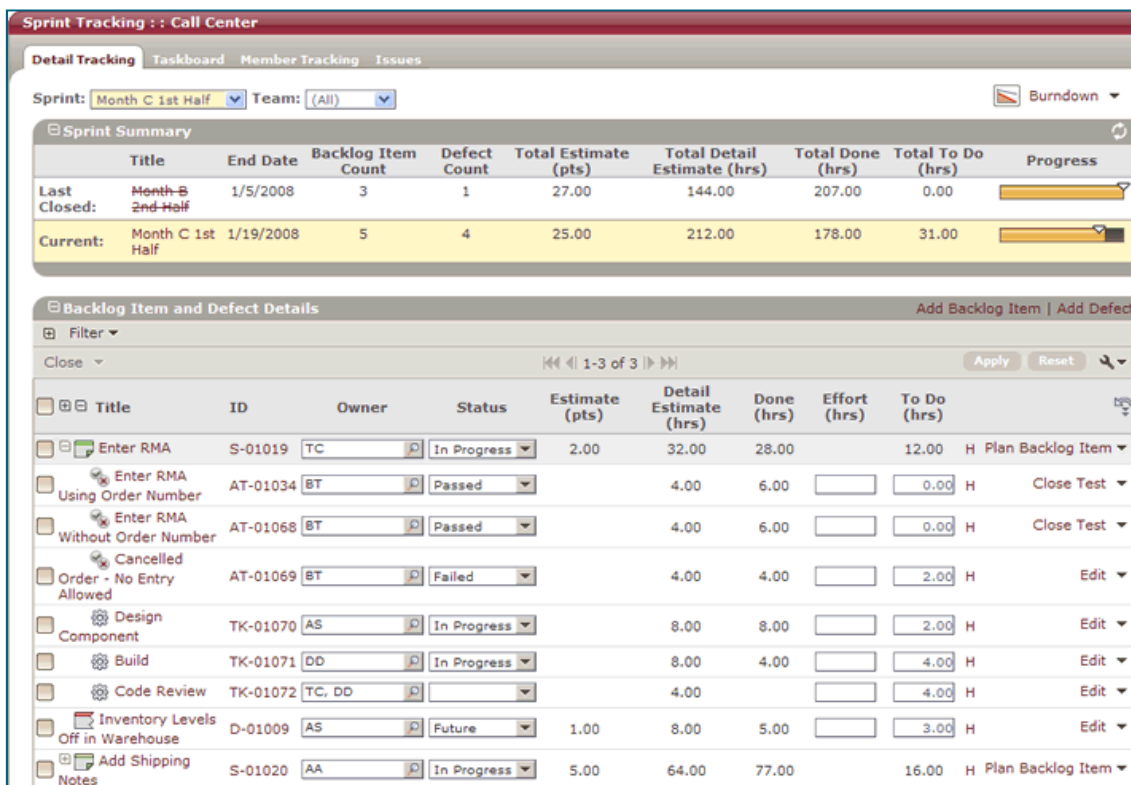 Sprint Tracking : : Call Center
Detail Tracking Taskboard Member Tracking Issues
Sprint: Month C 1st Half Team: (All) Burndown
Sprint Summary
Title End Date Backlog Item Count Defect Count Total Estimate (pts) Total Detail Estimate (hrs) Total Done (hrs) Total To Do (hrs) Progress
Last Closed: Month B 2nd Half 1/5/2008 3 1 27.00 144.00 207.00 0.00
Current: Month C 1st Half 1/19/2008 5 4 25.00 212.00 178.00 31.00
Backlog Item and Defect Details Add Backlog Item | Add Defect
Filter
Close 1-3 of 3 Apply Reset
Title ID Owner Status Estimate (pts) Detail Estimate (hrs) Done (hrs) Effort (hrs) To Do (hrs)
Enter RMA S-01019 TC In Progress 2.00 32.00 28.00 12.00 H Plan Backlog Item
Enter RMA Using Order Number AT-01034 BT Passed 4.00 6.00 0.00 H Close Test
Enter RMA Without Order Number AT-01068 BT Passed 4.00 6.00 0.00 H Close Test
Cancelled Order - No Entry Allowed AT-01069 BT Failed 4.00 4.00 2.00 H Edit
Design Component TK-01070 AS In Progress 8.00 8.00 2.00 H Edit
Build TK-01071 DD In Progress 8.00 4.00 4.00 H Edit
Code Review TK-01072 TC, DD 4.00 4.00 H Edit
Inventory Levels Off in Warehouse D-01009 AS Future 1.00 8.00 5.00 3.00 H Edit
Add Shipping Notes S-01020 AA In Progress 5.00 64.00 77.00 16.00 H Plan Backlog Item